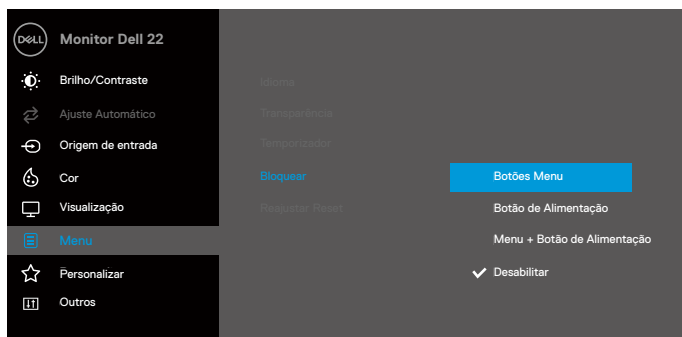 DELL Monitor Dell 22
Brilho/Contraste
Ajuste Automático
Origem de entrada
Cor
Visualização
Menu
Personalizar
Outros
Idioma
Transparência
Temporizador
Bloquear
Reajustar Reset
Botões Menu
Botão de Alimentação
Menu + Botão de Alimentação
Desabilitar